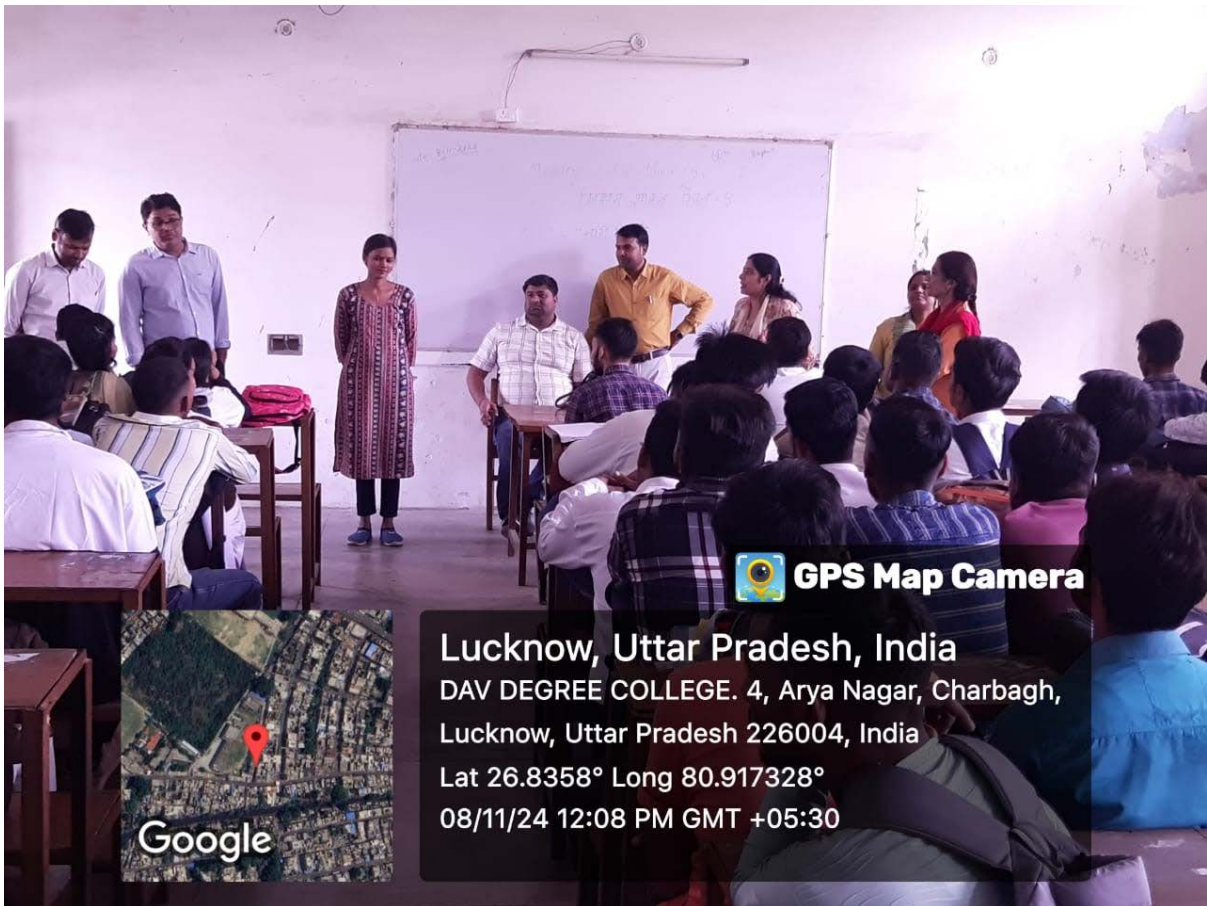 GPS Map Camera
Lucknow, Uttar Pradesh, India
DAV DEGREE COLLEGE. 4, Arya Nagar, Charbagh,
Lucknow, Uttar Pradesh 226004, India
Lat 26.8358° Long 80.917328°
08/11/24 12:08 PM GMT +05:30
Google